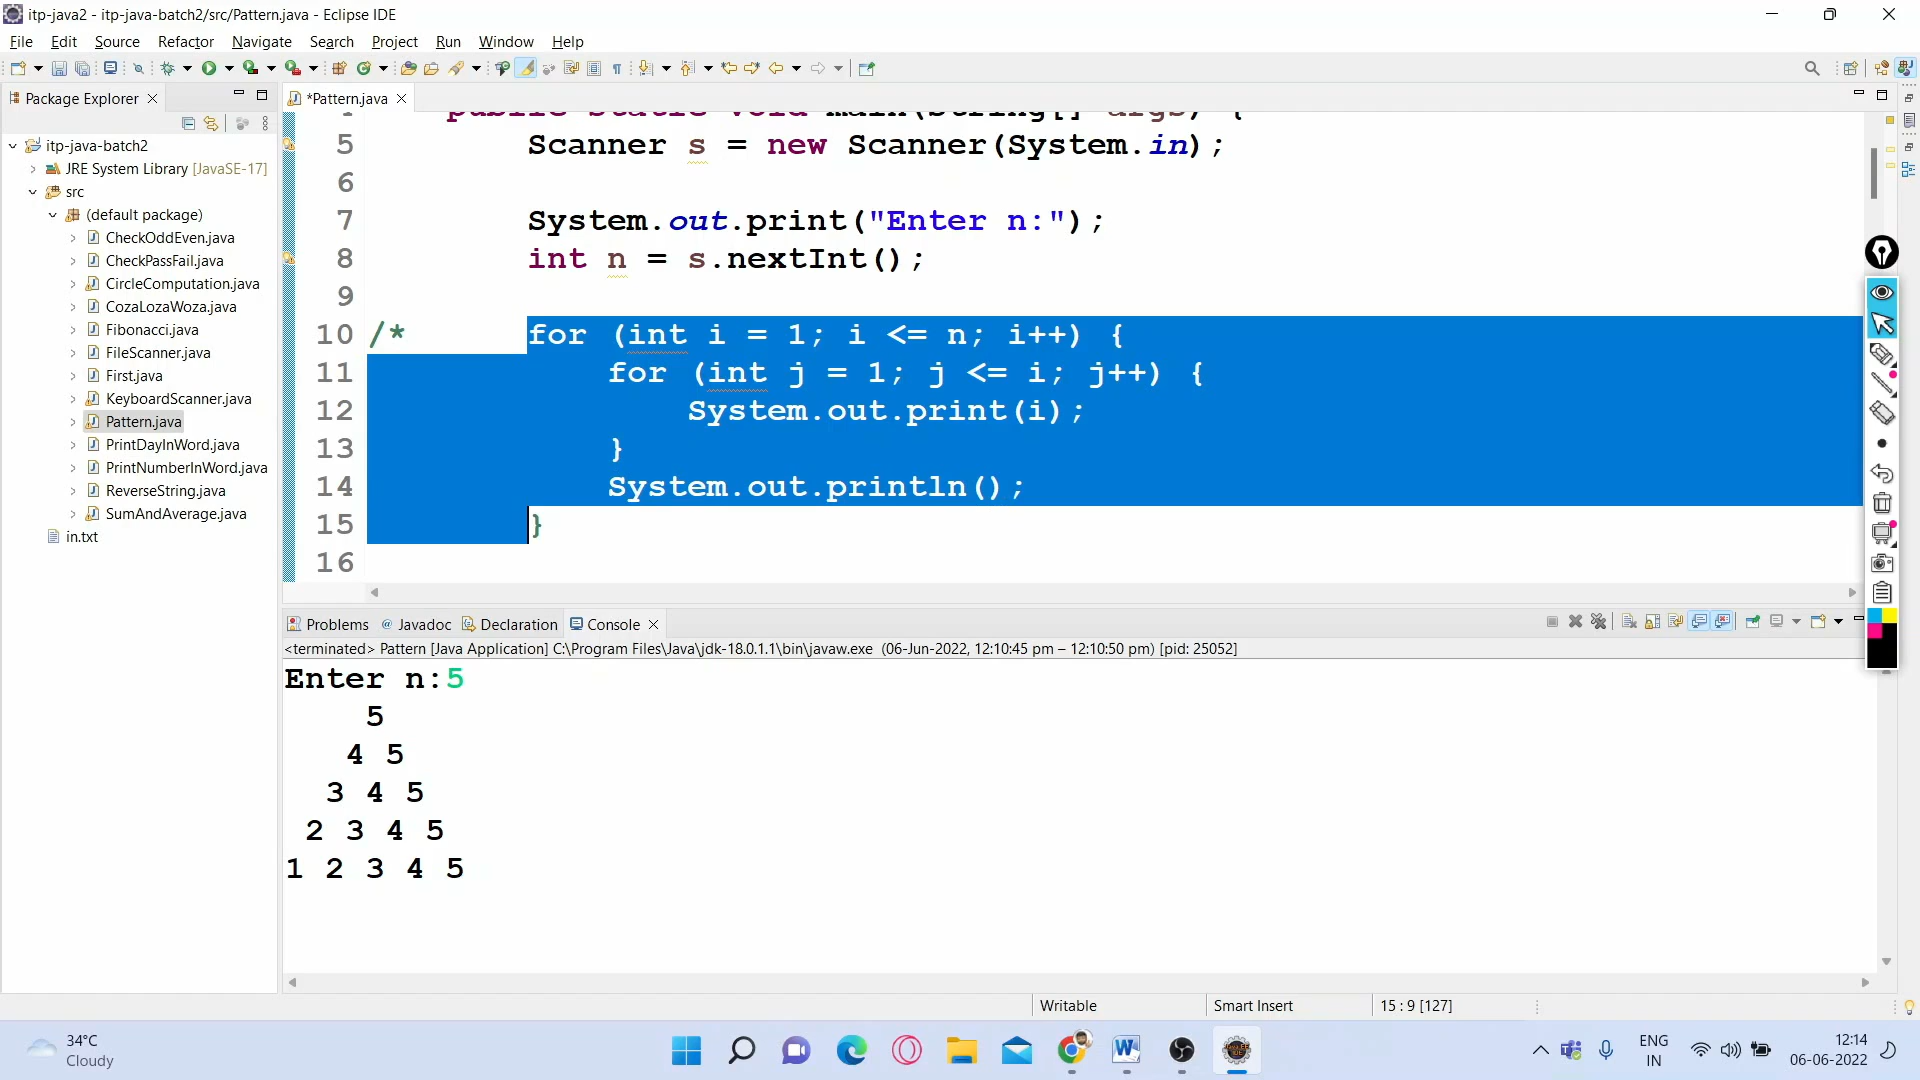 itp-java2 - itp-java-batch2/src/Pattern.java - Eclipse IDE
File Edit Source Refactor Navigate Search Project Run Window Help
Package Explorer
itp-java-batch2
JRE System Library [JavaSE-17]
src
(default package)
CheckOddEven.java
CheckPassFail.java
CircleComputation.java
CozaLozaWoza.java
Fibonacci.java
FileScanner.java
First.java
KeyboardScanner.java
Pattern.java
PrintDayInWord.java
PrintNumberInWord.java
ReverseString.java
SumAndAverage.java
in.txt
*Pattern.java
4 public static void main(String[] args) {
5 Scanner s = new Scanner(System.in);
6
7 System.out.print("Enter n:");
8 int n = s.nextInt();
9
10 /* for (int i = 1; i <= n; i++) {
11 for (int j = 1; j <= i; j++) {
12 System.out.print(i);
13 }
14 System.out.println();
15 }
16
Problems @ Javadoc Declaration Console
<terminated> Pattern [Java Application] C:\Program Files\Java\jdk-18.0.1.1\bin\javaw.exe (06-Jun-2022, 12:10:45 pm – 12:10:50 pm) [pid: 25052]
Enter n:5
5
4 5
3 4 5
2 3 4 5
1 2 3 4 5
Writable Smart Insert 15 : 9 [127]
34°C
Cloudy
ENG
IN
12:14
06-06-2022